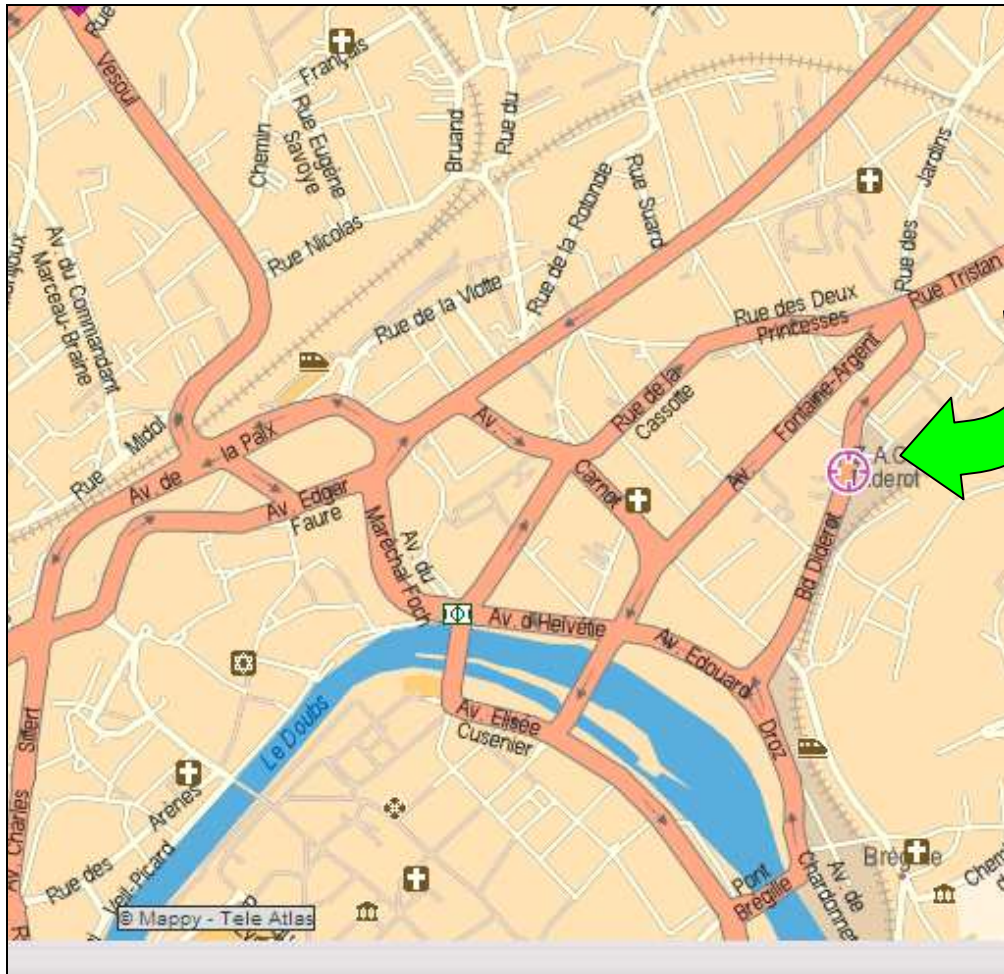 Rue
Vesoul
Français
Chemin
Rue Eugène
Savoye
Bruand
Rue du
Rue Nicolas
Rue de la Rotonde
Rue Suard
Rue des Jardins
Av. du Commandant
Marceau-Braine
Rue de la Viotte
Rue des Deux
Princesses
Rue Tristan
Rue Midol
Av. de la Paix
Av. Edgar
Faure
Av. Carnot
Rue de la
Cassotte
Av. Fontaine-Argent
Maréchal Foch
Av. du
Av. d'Helvétie
Av. Edouard Droz
Bd Diderot
Av. Elisée
Cusenier
Le Doubs
Av. Charles Siffert
Rue des Arènes
Veil-Picard
Pont
Brégille
Av. de
Chardonnet
© Mappy - Tele Atlas